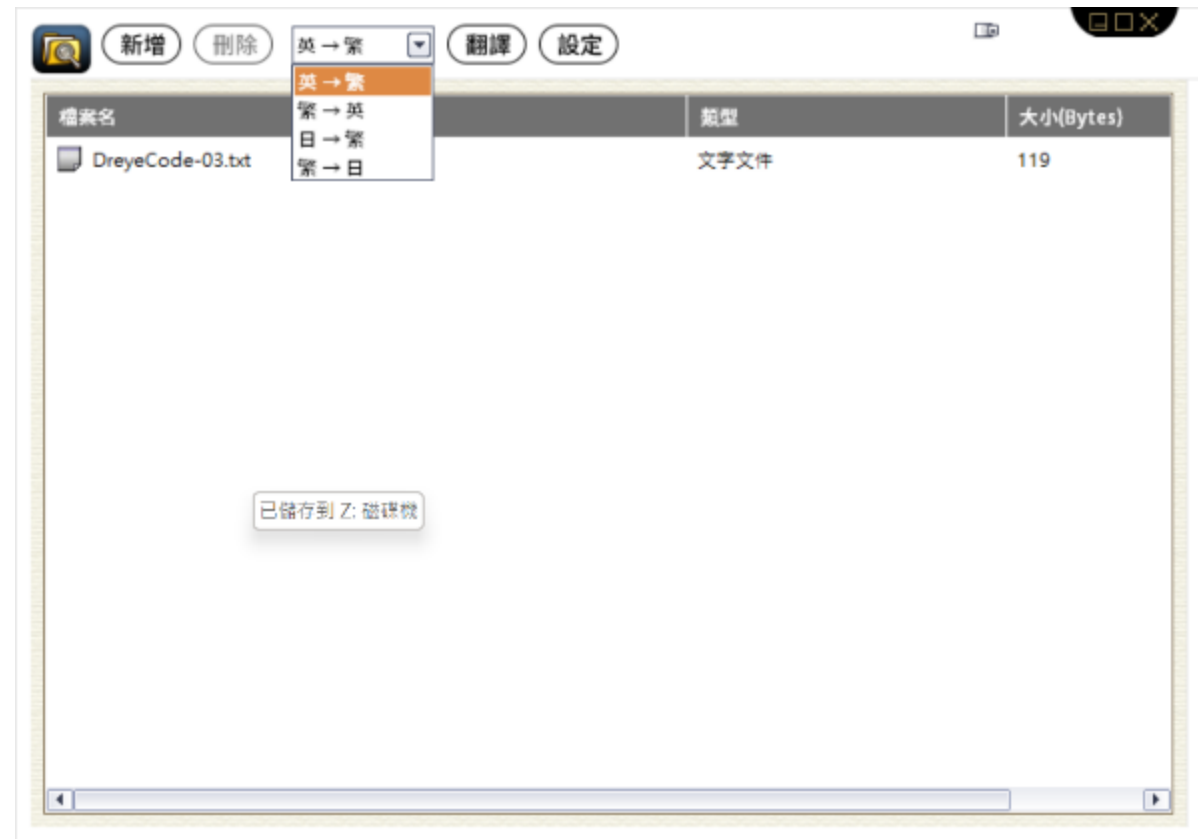 新增 刪除 英→繁 翻譯 設定
英→繁
繁→英
日→繁
繁→日
檔案名 類型 大小(Bytes)
DreyeCode-03.txt 文字文件 119
已儲存到 Z: 磁碟機